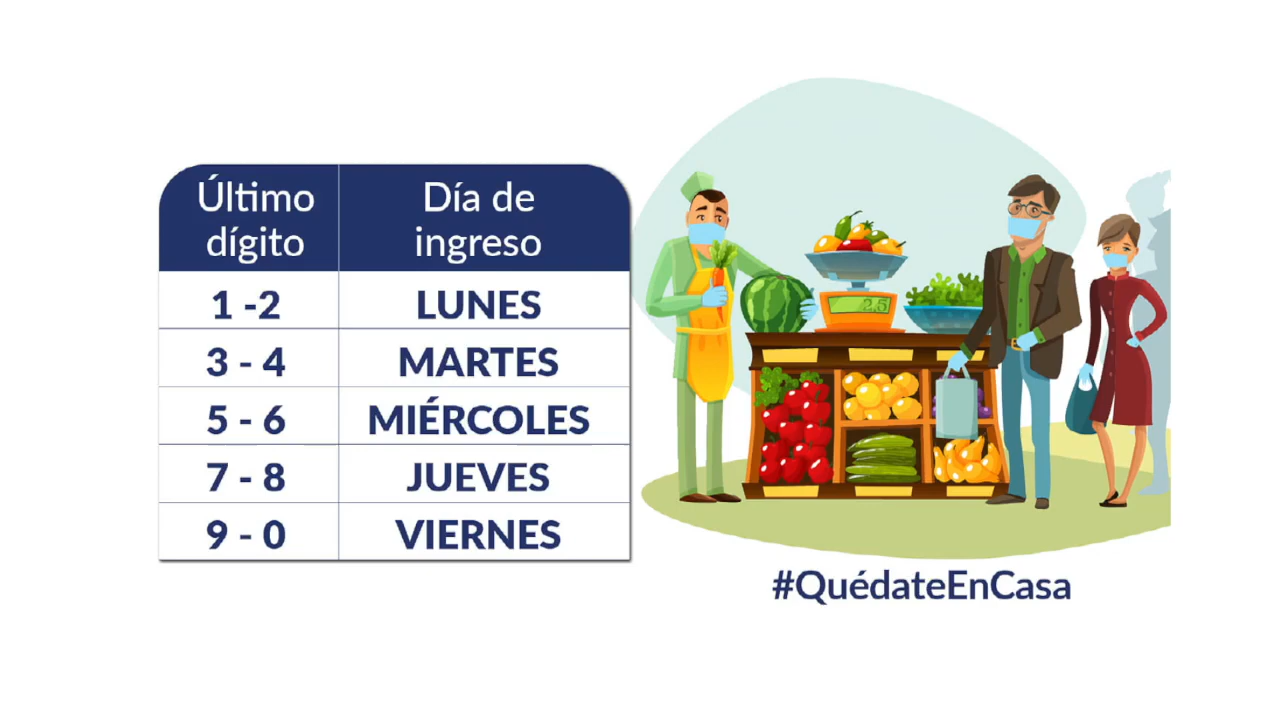 Último dígito
Día de ingreso
1 -2 LUNES
3 - 4 MARTES
5 - 6 MIÉRCOLES
7 - 8 JUEVES
9 - 0 VIERNES
2,5
#QuédateEnCasa